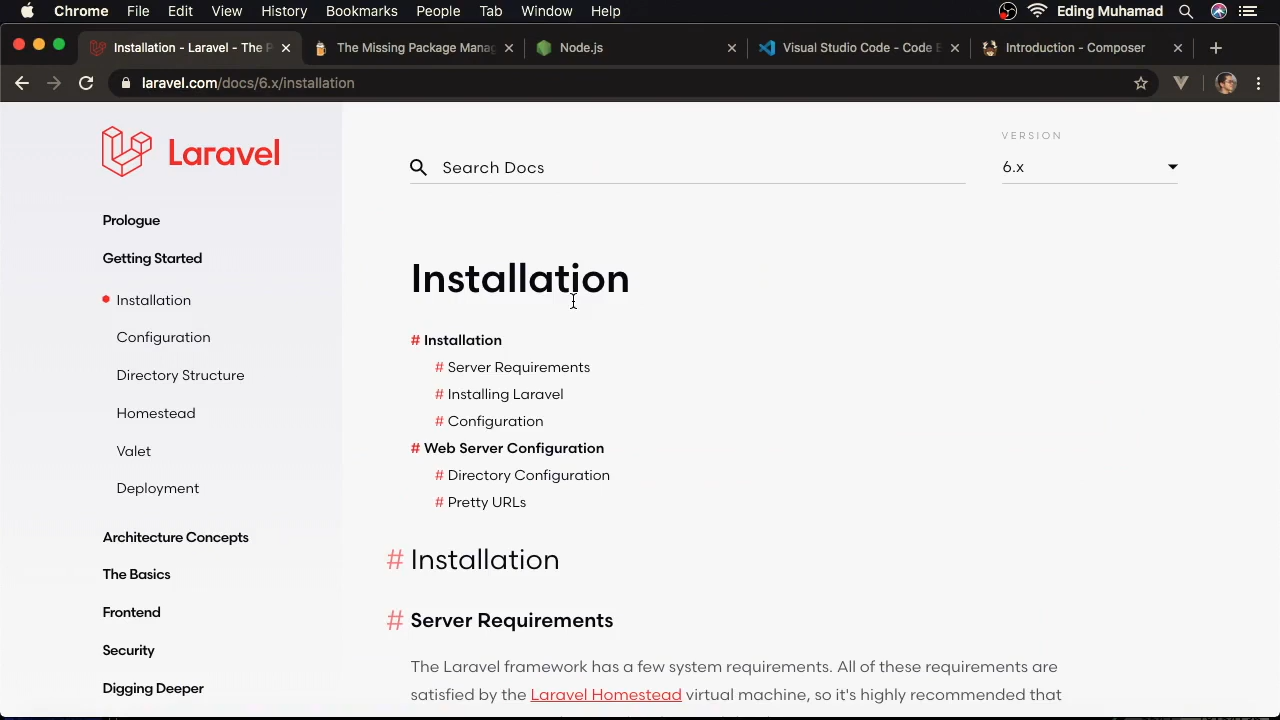 Chrome File Edit View History Bookmarks People Tab Window Help Eding Muhamad
Installation - Laravel - The P
The Missing Package Manag
Node.js
Visual Studio Code - Code E
Introduction - Composer
laravel.com/docs/6.x/installation
Laravel
Prologue
Getting Started
Installation
Configuration
Directory Structure
Homestead
Valet
Deployment
Architecture Concepts
The Basics
Frontend
Security
Digging Deeper
Search Docs
VERSION
6.x
Installation
# Installation
# Server Requirements
# Installing Laravel
# Configuration
# Web Server Configuration
# Directory Configuration
# Pretty URLs
# Installation
# Server Requirements
The Laravel framework has a few system requirements. All of these requirements are
satisfied by the Laravel Homestead virtual machine, so it's highly recommended that